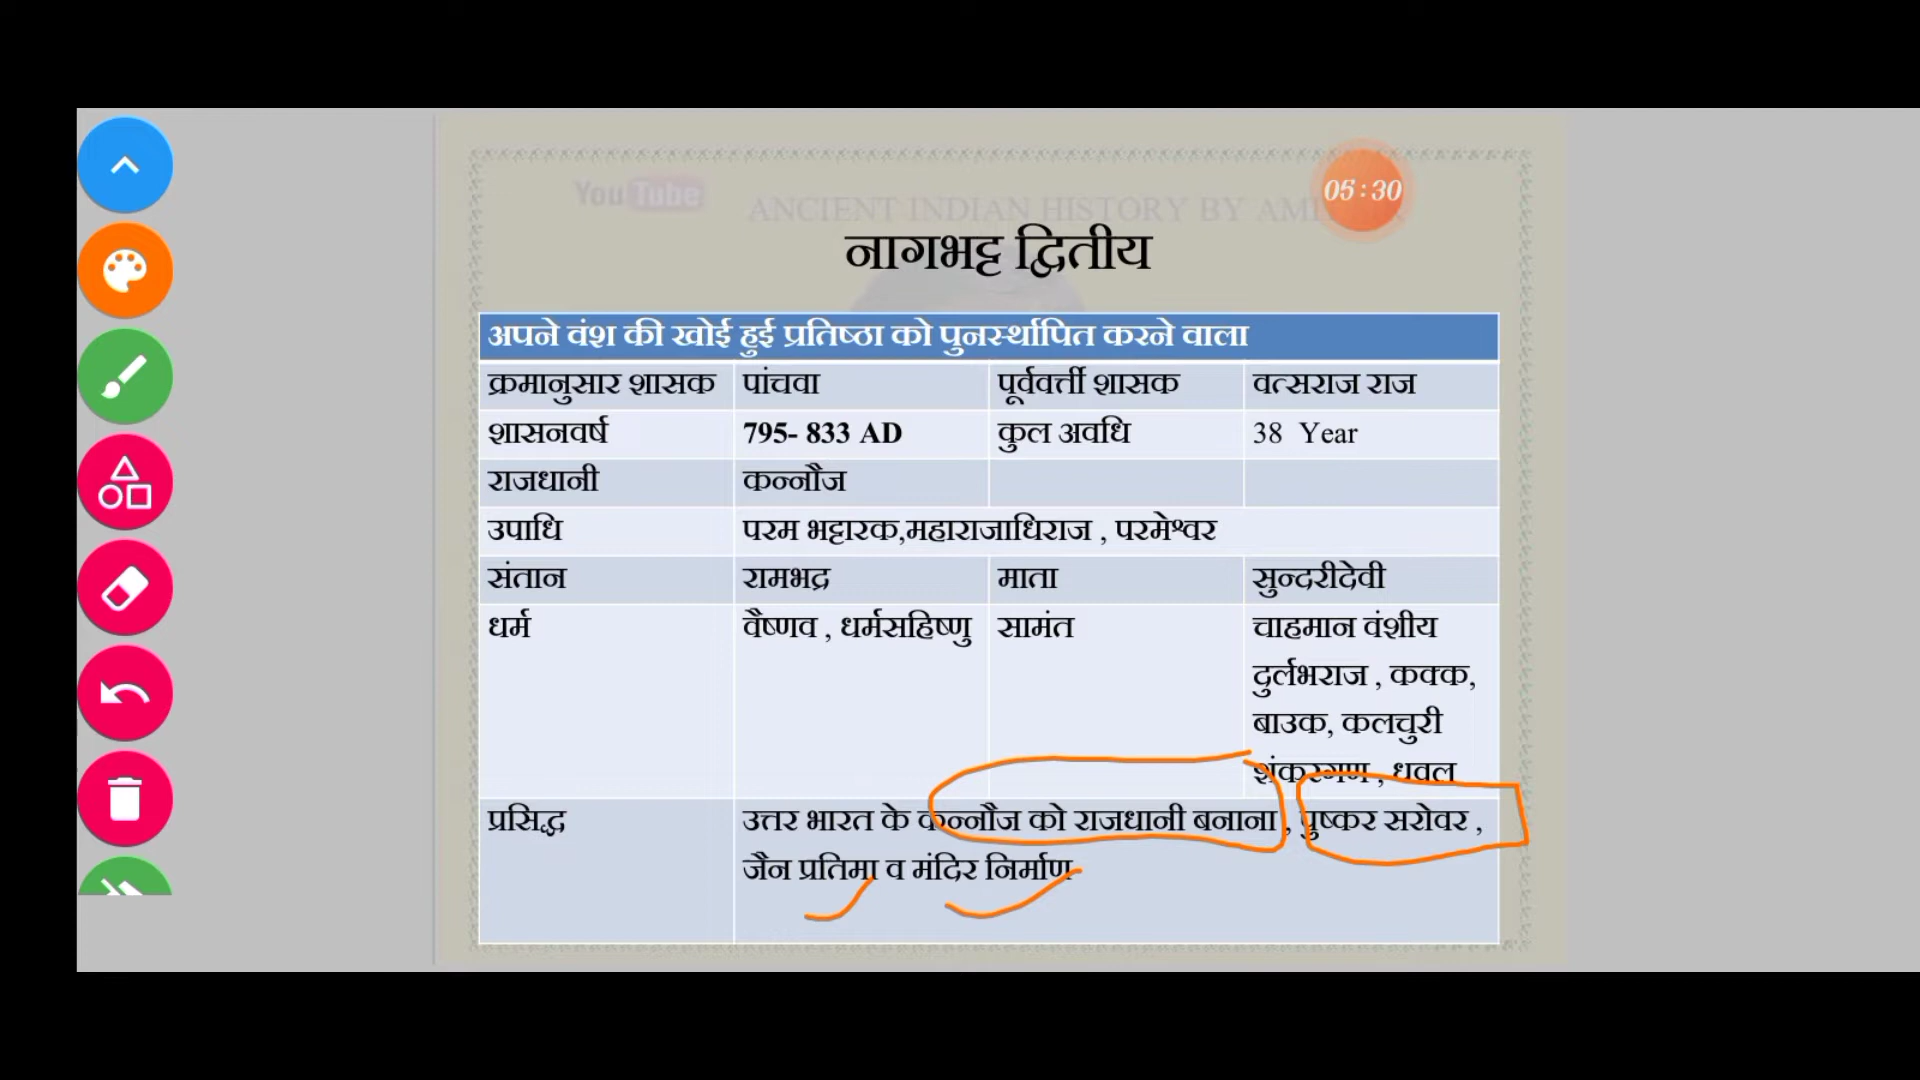 YouTube
ANCIENT INDIAN HISTORY BY
05:30
नागभट्ट द्वितीय
अपने वंश की खोई हुई प्रतिष्ठा को पुनर्स्थापित करने वाला
क्रमानुसार शासक पांचवा पूर्ववर्त्ती शासक वत्सराज राज
शासनवर्ष 795- 833 AD कुल अवधि 38 Year
राजधानी कन्नौज
उपाधि परम भट्टारक,महाराजाधिराज , परमेश्वर
संतान रामभद्र माता सुन्दरीदेवी
धर्म वैष्णव , धर्मसहिष्णु सामंत चाहमान वंशीय
दुर्लभराज , कक्क,
बाउक, कलचुरी
शंकरगण , धवल
प्रसिद्ध उत्तर भारत के कन्नौज को राजधानी बनाना , पुष्कर सरोवर ,
जैन प्रतिमा व मंदिर निर्माण